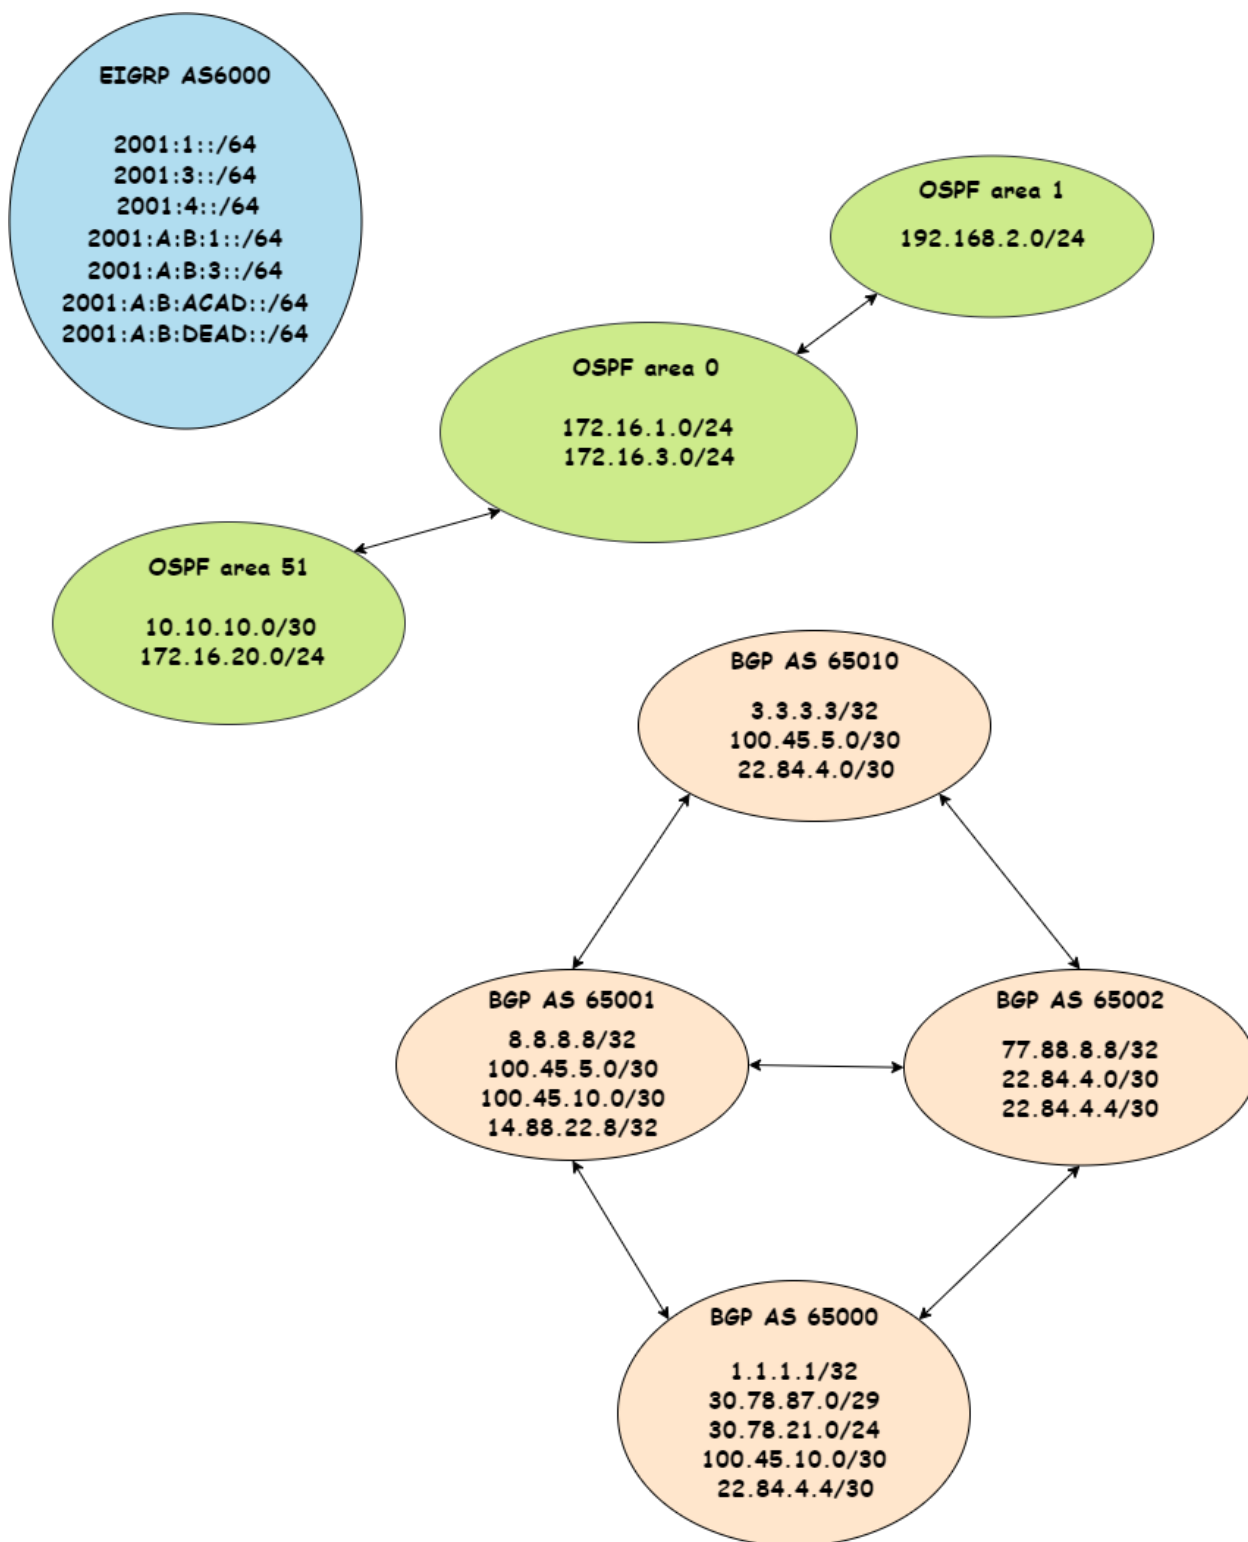 EIGRP AS6000
2001:1::/64
2001:3::/64
2001:4::/64
2001:A:B:1::/64
2001:A:B:3::/64
2001:A:B:ACAD::/64
2001:A:B:DEAD::/64
OSPF area 1
192.168.2.0/24
OSPF area 0
172.16.1.0/24
172.16.3.0/24
OSPF area 51
10.10.10.0/30
172.16.20.0/24
BGP AS 65010
3.3.3.3/32
100.45.5.0/30
22.84.4.0/30
BGP AS 65001
8.8.8.8/32
100.45.5.0/30
100.45.10.0/30
14.88.22.8/32
BGP AS 65002
77.88.8.8/32
22.84.4.0/30
22.84.4.4/30
BGP AS 65000
1.1.1.1/32
30.78.87.0/29
30.78.21.0/24
100.45.10.0/30
22.84.4.4/30